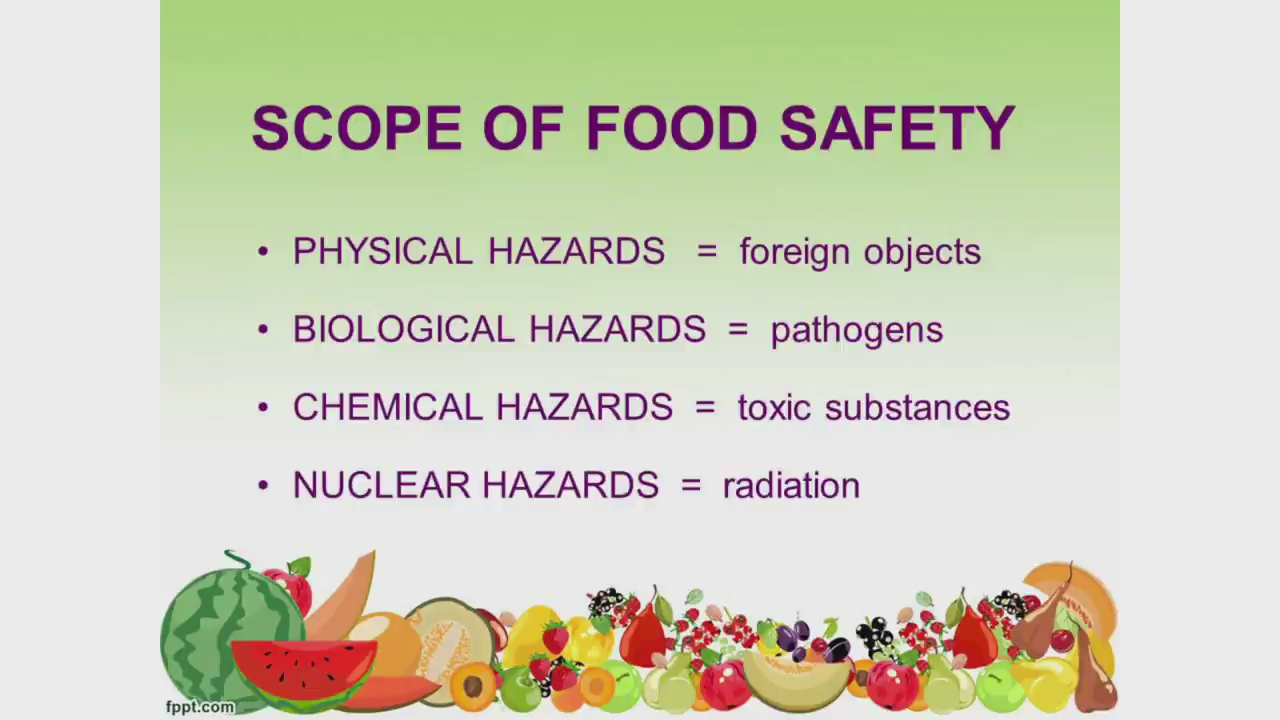 SCOPE OF FOOD SAFETY
• PHYSICAL HAZARDS = foreign objects
• BIOLOGICAL HAZARDS = pathogens
• CHEMICAL HAZARDS = toxic substances
• NUCLEAR HAZARDS = radiation
fppt.com